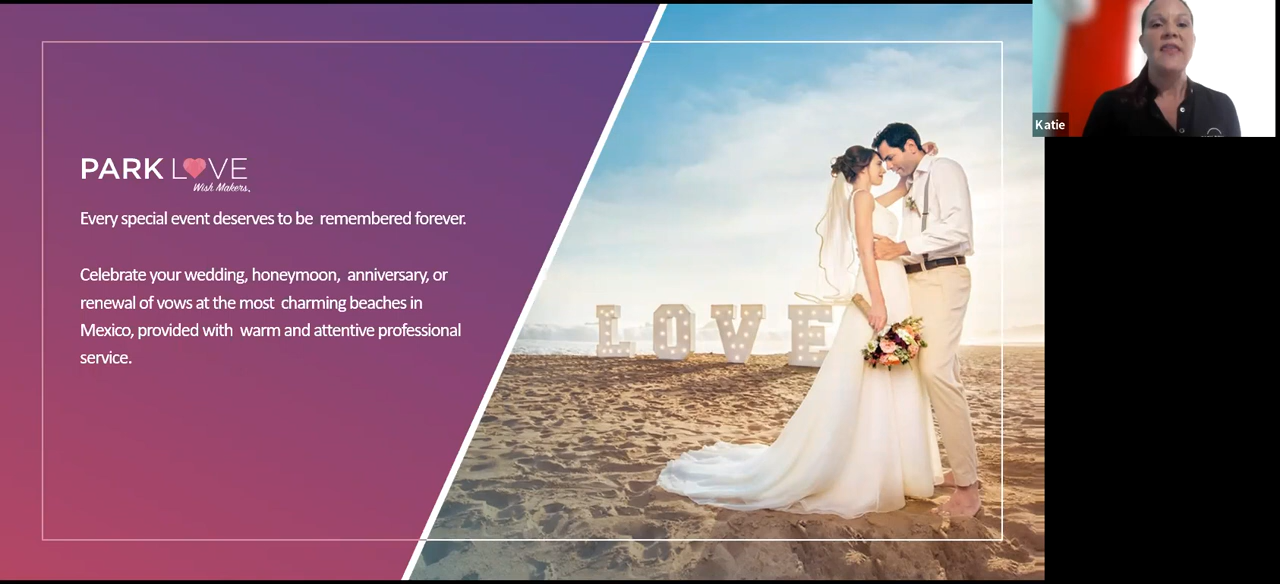 PARK LOVE
Wish Makers.
Every special event deserves to be remembered forever.
Celebrate your wedding, honeymoon, anniversary, or
renewal of vows at the most charming beaches in
Mexico, provided with warm and attentive professional
service.
LOVE
Katie